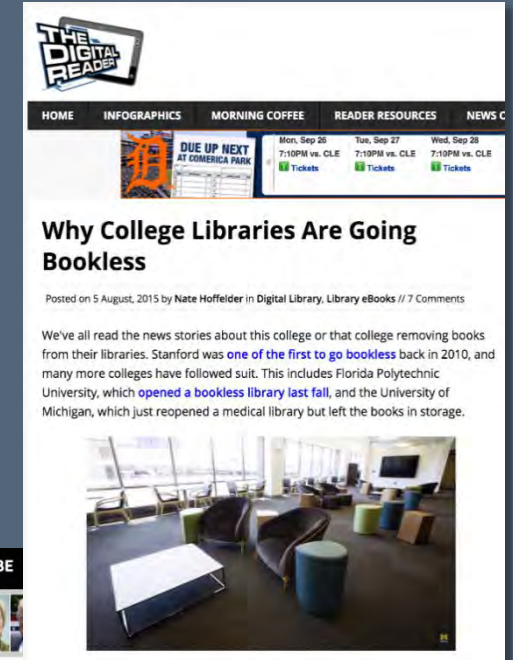 THE
DIGITAL
READER
HOME INFOGRAPHICS MORNING COFFEE READER RESOURCES NEWS C
D
DUE UP NEXT
AT COMERICA PARK
Mon, Sep 26
7:10PM vs. CLE
Tickets
Tue, Sep 27
7:10PM vs. CLE
Tickets
Wed, Sep 28
7:10PM vs. CLE
Tickets
Why College Libraries Are Going
Bookless
Posted on 5 August, 2015 by Nate Hoffelder in Digital Library, Library eBooks // 7 Comments
We've all read the news stories about this college or that college removing books
from their libraries. Stanford was one of the first to go bookless back in 2010, and
many more colleges have followed suit. This includes Florida Polytechnic
University, which opened a bookless library last fall, and the University of
Michigan, which just reopened a medical library but left the books in storage.
BE